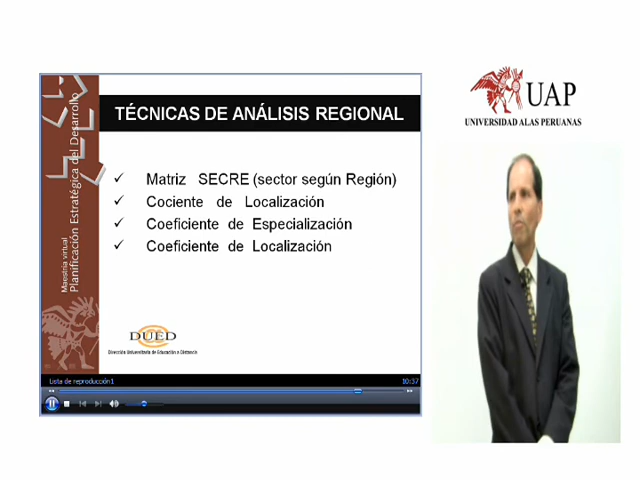 TÉCNICAS DE ANÁLISIS REGIONAL
Maestría virtual
Planificación Estratégica del Desarrollo
Matriz SECRE (sector según Región)
Cociente de Localización
Coeficiente de Especialización
Coeficiente de Localización
DUED
Dirección Universitaria de Educación a Distancia
Lista de reproducción1
10:37
UAP
UNIVERSIDAD ALAS PERUANAS